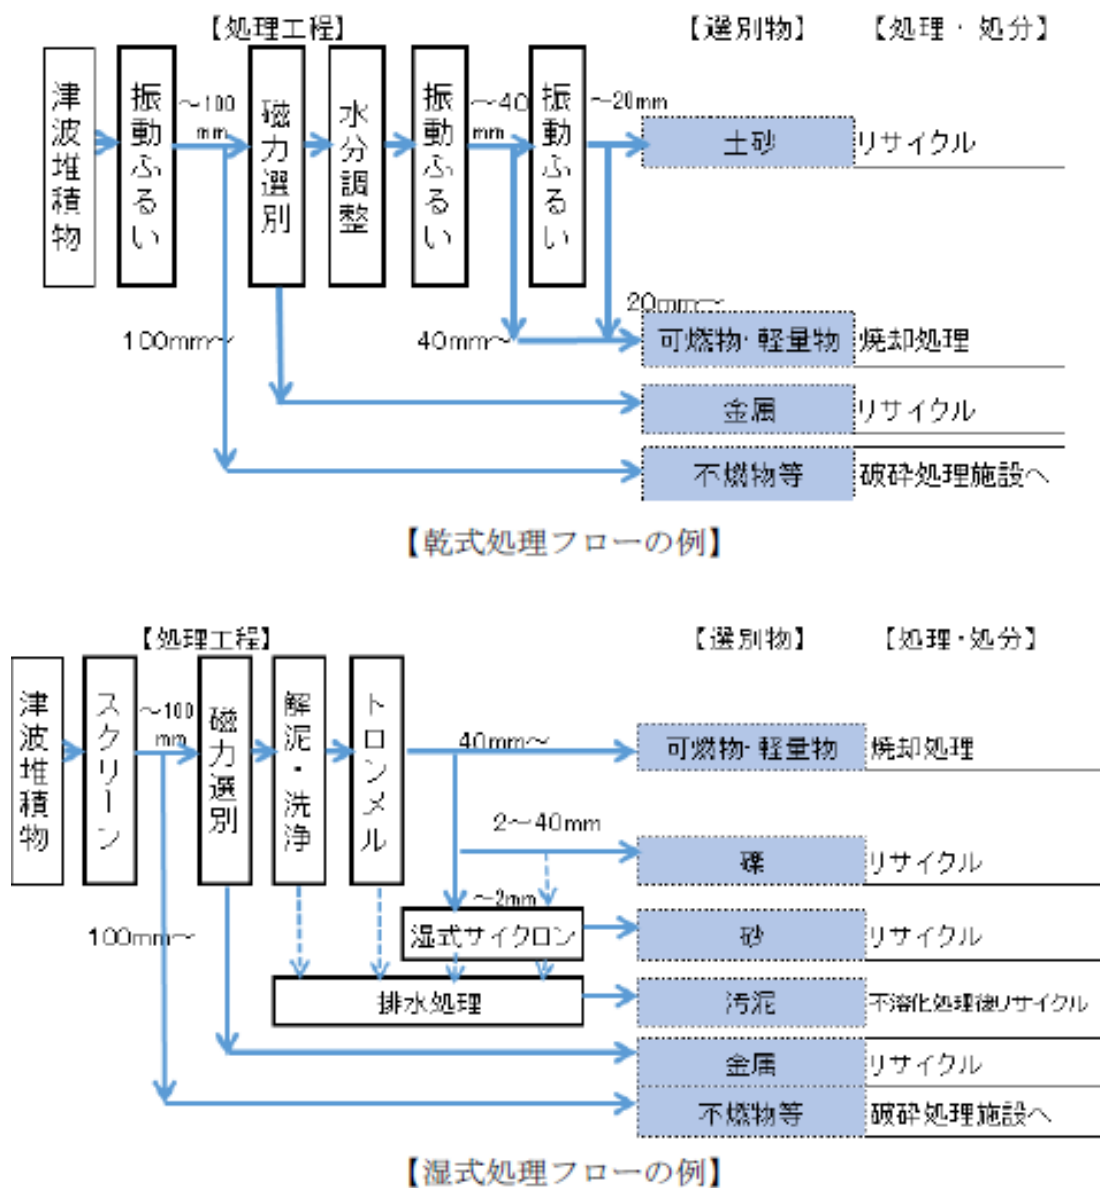 【処理工程】
【選別物】
【処理・処分】
津波堆積物
振動ふるい
～100
mm
磁力選別
水分調整
振動ふるい
～40
mm
振動ふるい
～20mm
土砂
リサイクル
20mm～
100mm～
40mm～
可燃物・軽量物
焼却処理
金属
リサイクル
不燃物等
破砕処理施設へ
【乾式処理フローの例】
【処理工程】
【選別物】
【処理・処分】
津波堆積物
スクリーン
～100
mm
磁力選別
解泥・洗浄
トロンメル
40mm～
可燃物・軽量物
焼却処理
2～40mm
礫
リサイクル
～2mm
100mm～
湿式サイクロン
砂
リサイクル
排水処理
汚泥
不溶化処理後リサイクル
金属
リサイクル
不燃物等
破砕処理施設へ
【湿式処理フローの例】